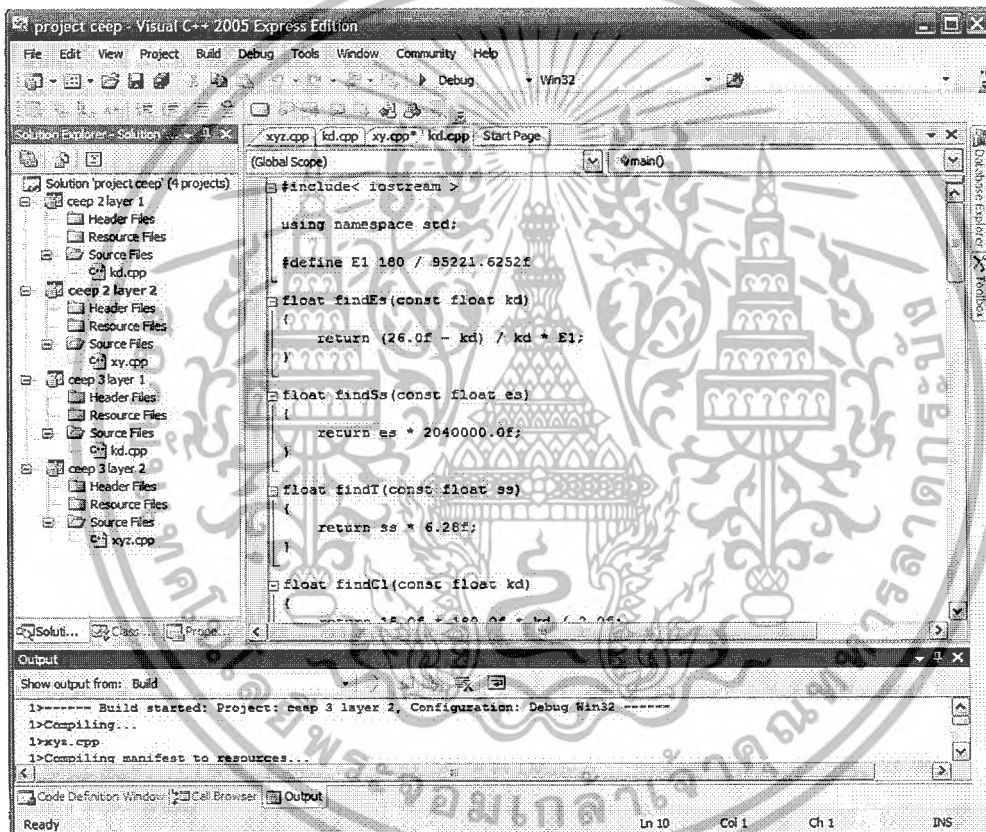 project ceep - Visual C++ 2005 Express Edition
File Edit View Project Build Debug Tools Window Community Help
Debug Win32
Solution Explorer - Solution
xyz.cpp kd.cpp xy.cpp* kd.cpp Start Page
(Global Scope) main()
Solution 'project ceep' (4 projects)
ceep 2 layer 1
Header Files
Resource Files
Source Files
kd.cpp
ceep 2 layer 2
Header Files
Resource Files
Source Files
xy.cpp
ceep 3 layer 1
Header Files
Resource Files
Source Files
kd.cpp
ceep 3 layer 2
Header Files
Resource Files
Source Files
xyz.cpp
#include< iostream >
using namespace std;
#define E1 160 / 95221.6252f
float findEs(const float kd)
{
return (26.0f - kd) / kd * E1;
}
float findSs(const float es)
{
return es * 2040000.0f;
}
float findT(const float ss)
{
return ss * 6.28f;
}
float findCl(const float kd)
{
Database Explorer
Toolbox
Soluti... Class ... Prope...
Output
Show output from: Build
1>------ Build started: Project: ceep 3 layer 2, Configuration: Debug Win32 ------
1>Compiling...
1>xyz.cpp
1>Compiling manifest to resources...
Code Definition Window Call Browser Output
Ready Ln 10 Col 1 Ch 1 INS